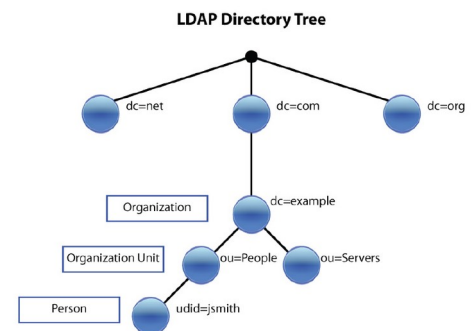 LDAP Directory Tree
dc=net
dc=com
dc=org
Organization
dc=example
Organization Unit
ou=People
ou=Servers
Person
udid=jsmith